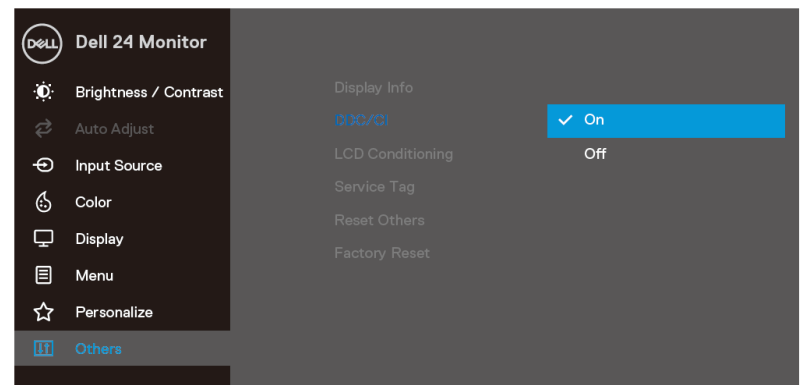 DELL
Dell 24 Monitor
Brightness / Contrast
Auto Adjust
Input Source
Color
Display
Menu
Personalize
Others
Display Info
DDC/CI
LCD Conditioning
Service Tag
Reset Others
Factory Reset
On
Off